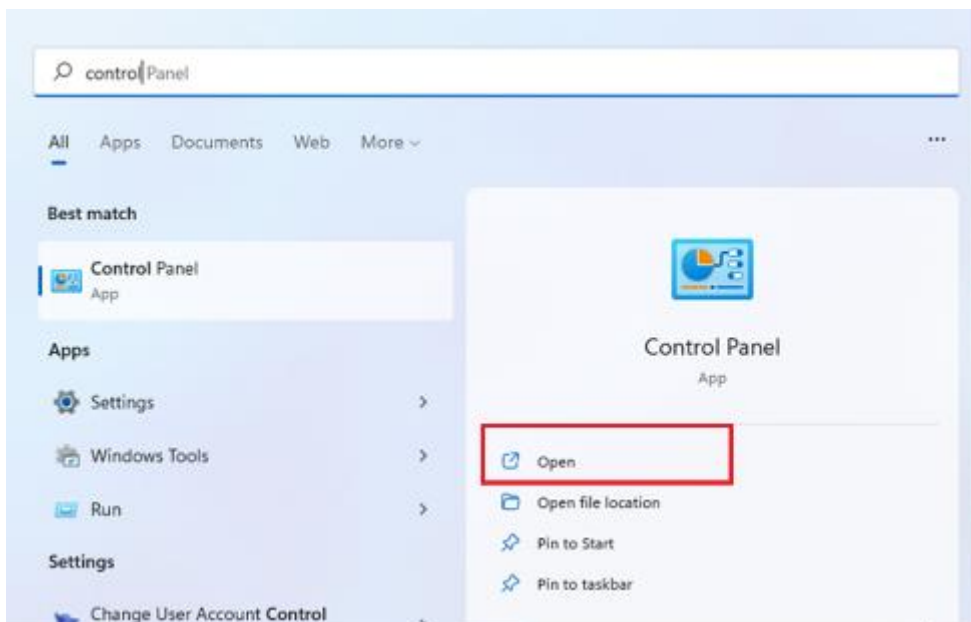 control Panel
All Apps Documents Web More
Best match
Control Panel
App
Apps
Settings
Windows Tools
Run
Settings
Change User Account Control
Control Panel
App
Open
Open file location
Pin to Start
Pin to taskbar